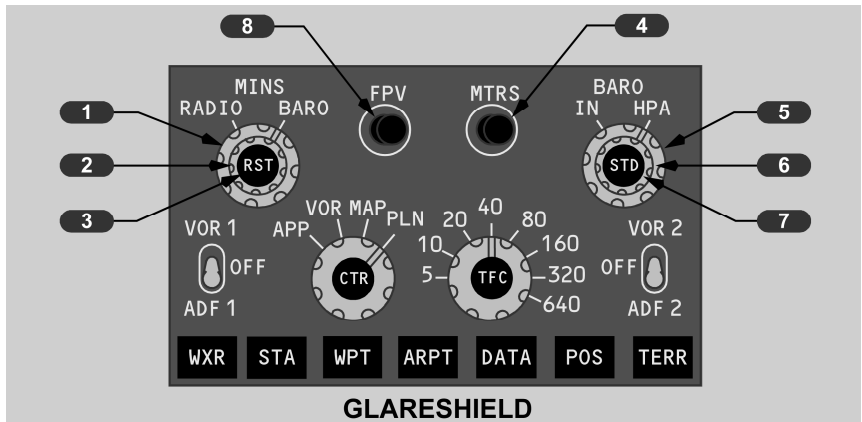 8 4
MINS FPV MTRS BARO
RADIO BARO IN HPA
1 5
2 RST STD 6
3 7
VOR 1 VOR MAP 40 VOR 2
APP PLN 20 80
OFF 10 160 OFF
CTR 5 TFC 320
ADF 1 640 ADF 2
WXR STA WPT ARPT DATA POS TERR
GLARESHIELD